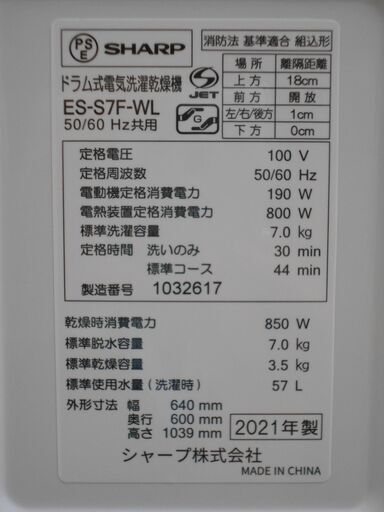 PS
E
SHARP
消防法 基準適合 組込形
ドラム式電気洗濯乾燥機
ES-S7F-WL
50/60 Hz共用
S
JET
G
場所 離隔距離
上方 18cm
前方 開放
左/右/後方 1cm
下方 0cm
定格電圧 100 V
定格周波数 50/60 Hz
電動機定格消費電力 190 W
電熱装置定格消費電力 800 W
標準洗濯容量 7.0 kg
定格時間 洗いのみ 30 min
標準コース 44 min
製造番号 1032617
乾燥時消費電力 850 W
標準脱水容量 7.0 kg
標準乾燥容量 3.5 kg
標準使用水量(洗濯時) 57 L
外形寸法 幅 640 mm
奥行 600 mm
高さ 1039 mm
2021年製
シャープ株式会社
MADE IN CHINA